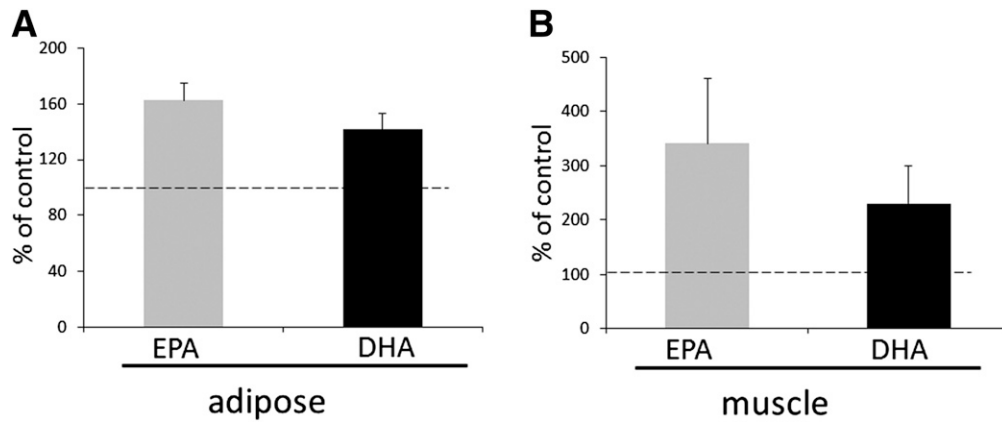 A
% of control
200
160
120
80
40
0
EPA DHA
adipose
B
% of control
500
400
300
200
100
0
EPA DHA
muscle